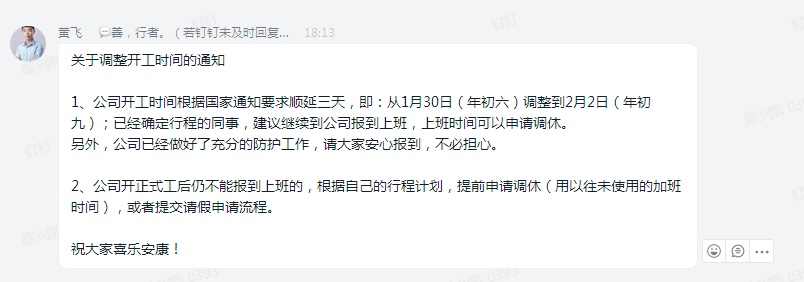 黄飞 善，行者。（若钉钉未及时回复... 18:13
关于调整开工时间的通知
1、公司开工时间根据国家通知要求顺延三天，即：从1月30日（年初六）调整到2月2日（年初
九）；已经确定行程的同事，建议继续到公司报到上班，上班时间可以申请调休。
另外，公司已经做好了充分的防护工作，请大家安心报到，不必担心。
2、公司开正式工后仍不能报到上班的，根据自己的行程计划，提前申请调休（用以往未使用的加班
时间），或者提交请假申请流程。
祝大家喜乐安康！